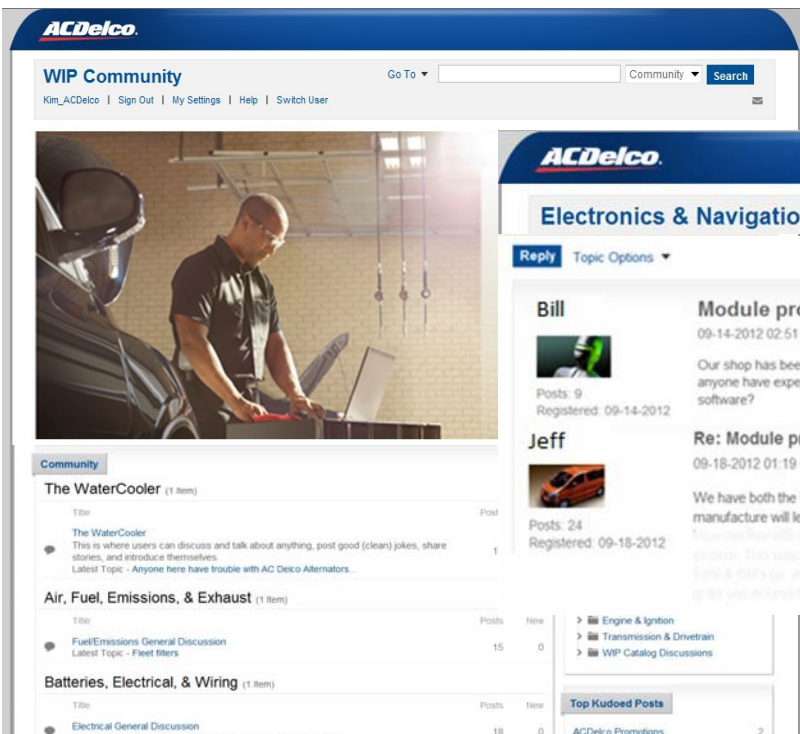 ACDelco.
WIP Community
Go To
Community
Search
Kim_ACDelco | Sign Out | My Settings | Help | Switch User
ACDelco.
Electronics & Navigatio
Reply
Topic Options
Bill
Posts: 9
Registered: 09-14-2012
Module pro
09-14-2012 02:51
Our shop has bee
anyone have expe
software?
Jeff
Posts: 24
Registered: 09-18-2012
Re: Module pr
09-18-2012 01:19
We have both the
manufacture will le
Community
The WaterCooler (1 Item)
Title
Post
The WaterCooler
This is where users can discuss and talk about anything, post good (clean) jokes, share
stories, and introduce themselves.
Latest Topic - Anyone here have trouble with AC Delco Alternators...
1
Air, Fuel, Emissions, & Exhaust (1 Item)
Title Posts New
Fuel/Emissions General Discussion
Latest Topic - Fleet filters
15 0
Batteries, Electrical, & Wiring (1 Item)
Title Posts New
Electrical General Discussion
18 0
> Engine & Ignition
> Transmission & Drivetrain
> WIP Catalog Discussions
Top Kudoed Posts
ACDelco Promotions 2